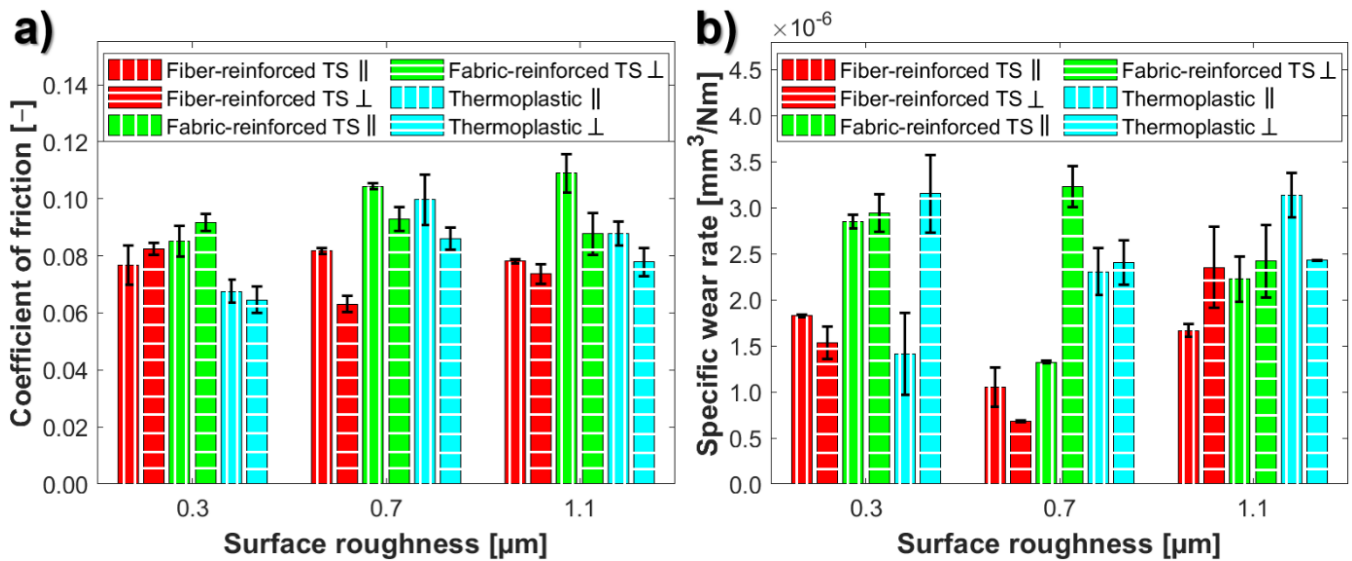 a)
Coefficient of friction [−]
0.14
0.12
0.10
0.08
0.06
0.04
0.02
0.00
Fiber-reinforced TS ||
Fiber-reinforced TS ⊥
Fabric-reinforced TS ||
Fabric-reinforced TS ⊥
Thermoplastic ||
Thermoplastic ⊥
0.3 0.7 1.1
Surface roughness [µm]
b)
×10⁻⁶
Specific wear rate [mm³/Nm]
4.5
4.0
3.5
3.0
2.5
2.0
1.5
1.0
0.5
0.0
Fiber-reinforced TS ||
Fiber-reinforced TS ⊥
Fabric-reinforced TS ||
Fabric-reinforced TS ⊥
Thermoplastic ||
Thermoplastic ⊥
0.3 0.7 1.1
Surface roughness [µm]